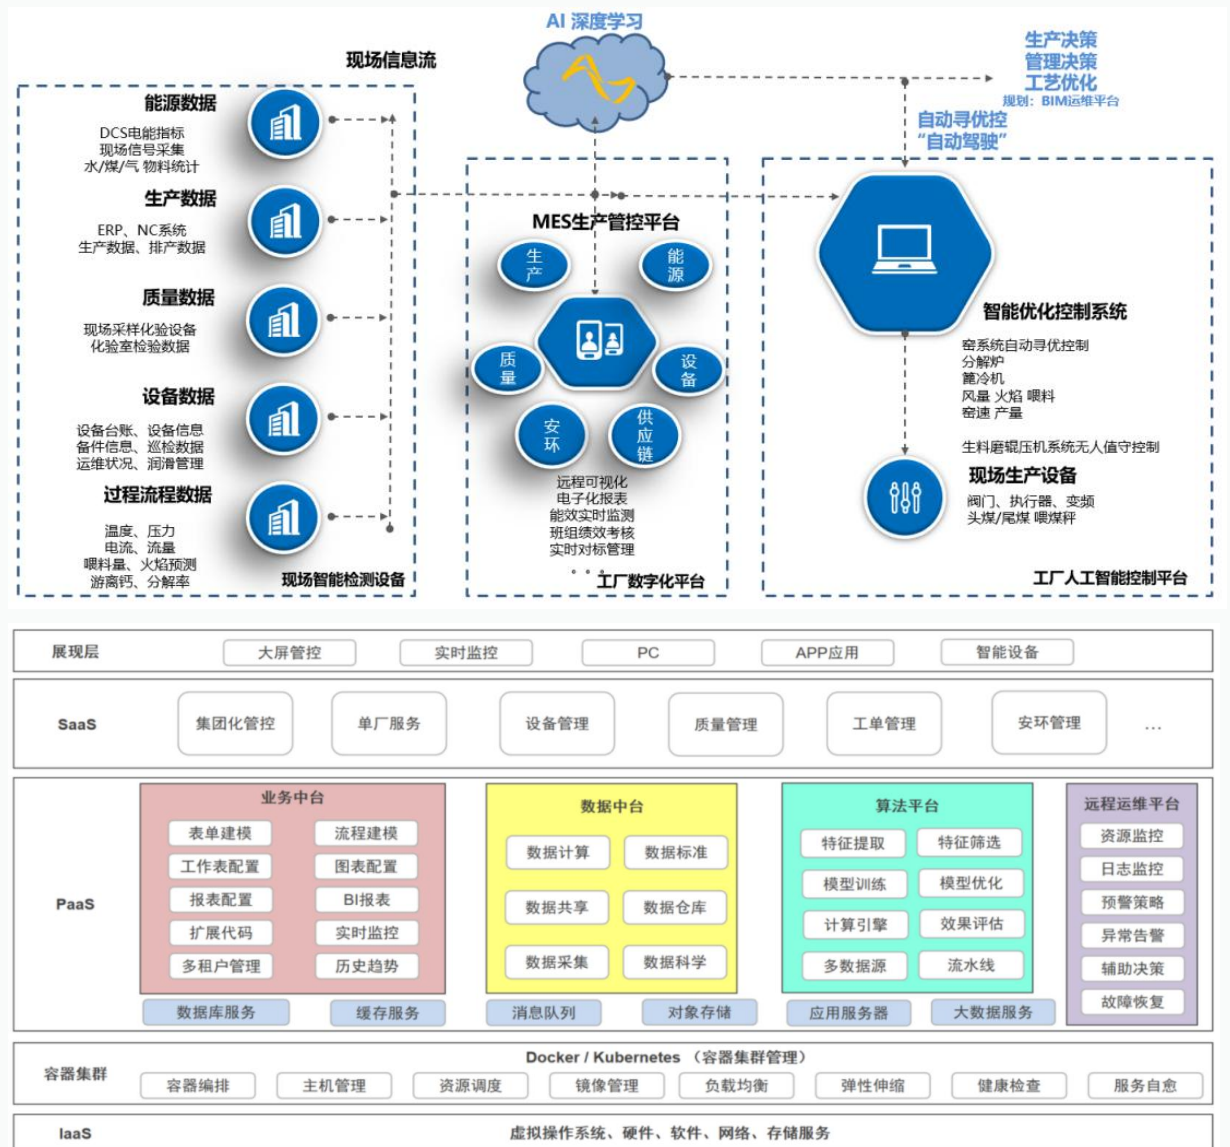 AI 深度学习
现场信息流
生产决策
管理决策
工艺优化
规划：BIM运维平台
自动寻优控
“自动驾驶”
能源数据
DCS电能指标
现场信号采集
水/煤/气 物料统计
生产数据
ERP、NC系统
生产数据、排产数据
质量数据
现场采样化验设备
化验室检验数据
设备数据
设备台账、设备信息
备件信息、巡检数据
运维状况、润滑管理
过程流程数据
温度、压力
电流、流量
喂料量、火焰预测
游离钙、分解率
现场智能检测设备
MES生产管控平台
生产
能源
质量
设备
安环
供应链
远程可视化
电子化报表
能效实时监测
班组绩效考核
实时对标管理
。。。
工厂数字化平台
智能优化控制系统
窑系统自动寻优控制
分解炉
篦冷机
风量 火焰 喂料
窑速 产量
生料磨辊压机系统无人值守控制
现场生产设备
阀门、执行器、变频
头煤/尾煤 喂煤秤
工厂人工智能控制平台
展现层
大屏管控
实时监控
PC
APP应用
智能设备
SaaS
集团化管控
单厂服务
设备管理
质量管理
工单管理
安环管理
...
PaaS
业务中台
表单建模
流程建模
工作表配置
图表配置
报表配置
BI报表
扩展代码
实时监控
多租户管理
历史趋势
数据中台
数据计算
数据标准
数据共享
数据仓库
数据采集
数据科学
算法平台
特征提取
特征筛选
模型训练
模型优化
计算引擎
效果评估
多数据源
流水线
远程运维平台
资源监控
日志监控
预警策略
异常告警
辅助决策
故障恢复
数据库服务
缓存服务
消息队列
对象存储
应用服务器
大数据服务
容器集群
Docker / Kubernetes （容器集群管理）
容器编排
主机管理
资源调度
镜像管理
负载均衡
弹性伸缩
健康检查
服务自愈
IaaS
虚拟操作系统、硬件、软件、网络、存储服务